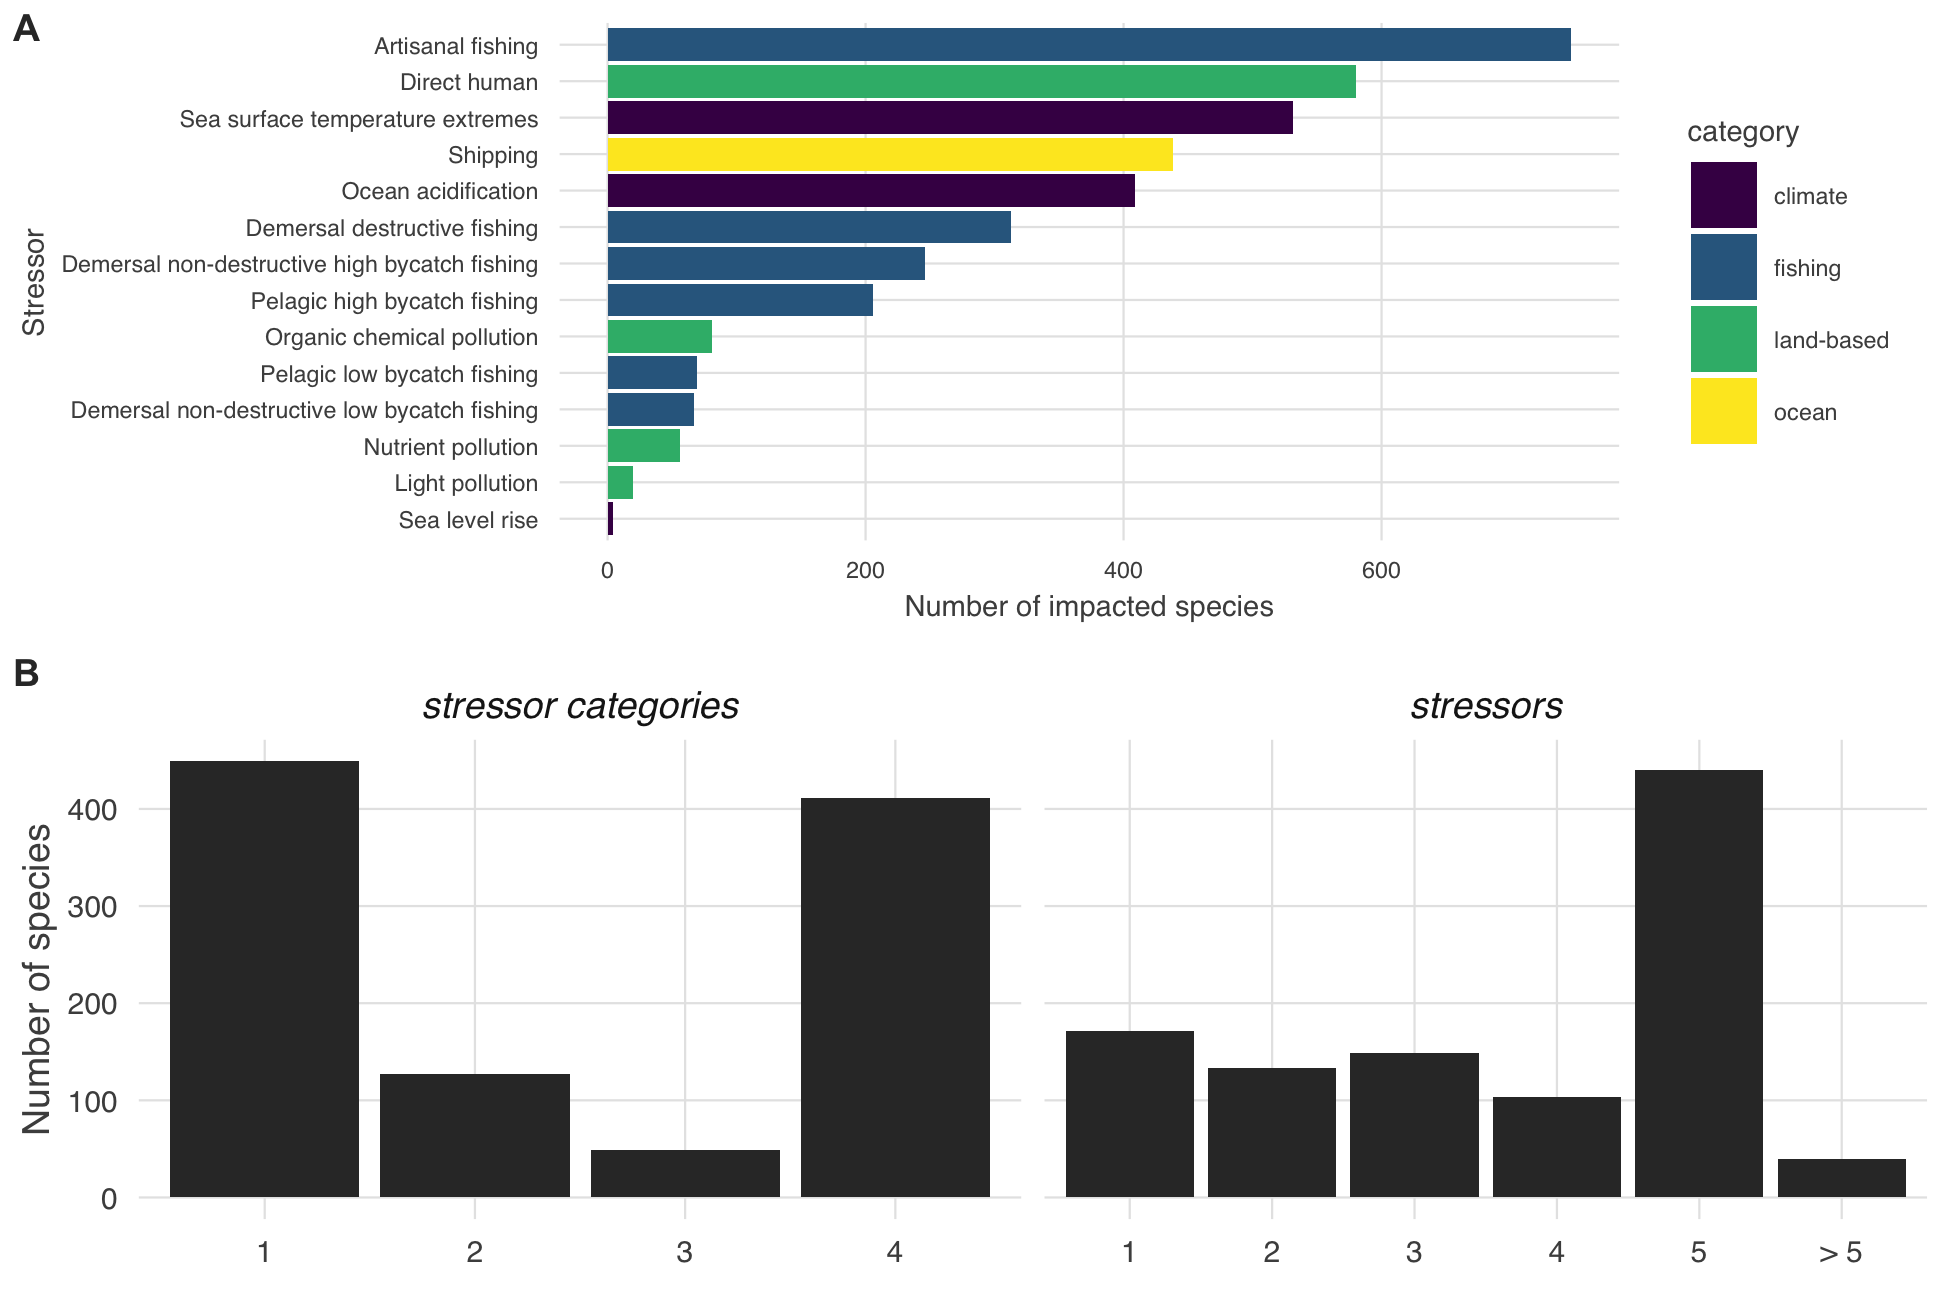 A
Artisanal fishing
Direct human
Sea surface temperature extremes
Shipping
Ocean acidification
Demersal destructive fishing
Demersal non-destructive high bycatch fishing
Pelagic high bycatch fishing
Organic chemical pollution
Pelagic low bycatch fishing
Demersal non-destructive low bycatch fishing
Nutrient pollution
Light pollution
Sea level rise
Stressor
0 200 400 600
Number of impacted species
category
climate
fishing
land-based
ocean
B
stressor categories
stressors
Number of species
400
300
200
100
0
1 2 3 4
1 2 3 4 5 > 5